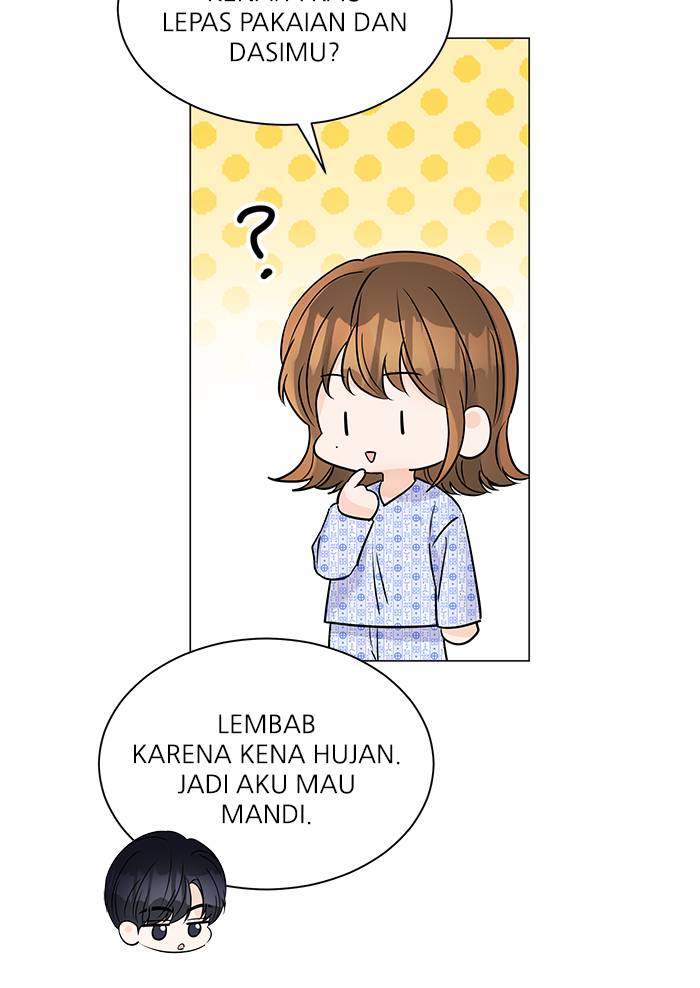 LEPAS PAKAIAN DAN
DASIMU?
?
LEMBAB
KARENA KENA HUJAN.
JADI AKU MAU
MANDI.